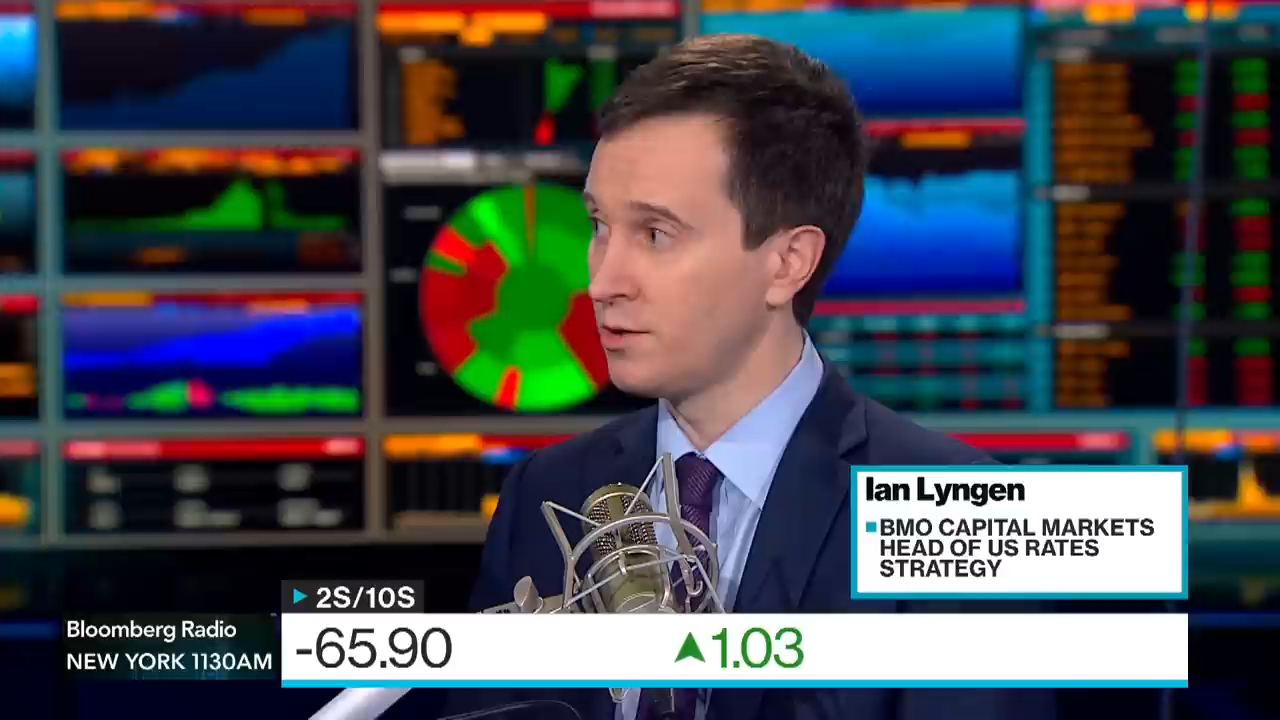 Ian Lyngen
BMO CAPITAL MARKETS
HEAD OF US RATES
STRATEGY
2S/10S
Bloomberg Radio
NEW YORK 1130AM
-65.90
1.03